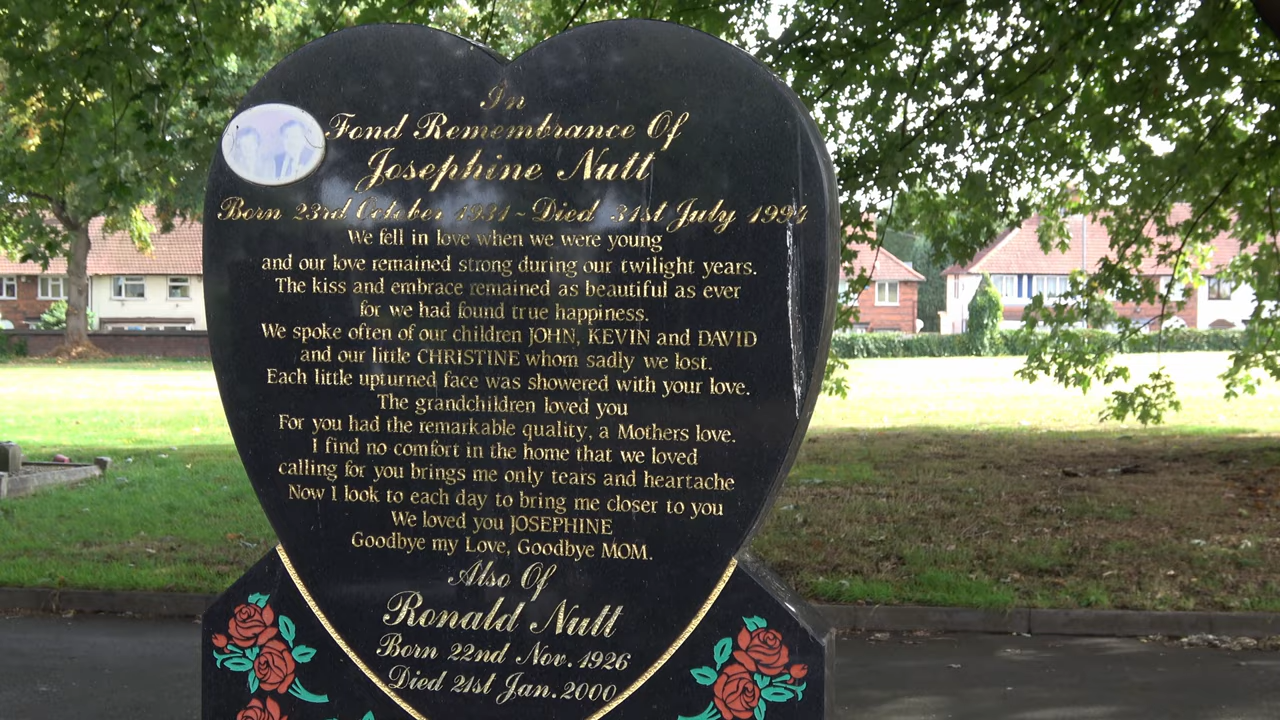 In
Fond Remembrance Of
Josephine Nutt
Born 23rd October 1931 ~ Died 31st July 1994
We fell in love when we were young
and our love remained strong during our twilight years.
The kiss and embrace remained as beautiful as ever
for we had found true happiness.
We spoke often of our children JOHN, KEVIN and DAVID
and our little CHRISTINE whom sadly we lost.
Each little upturned face was showered with your love.
The grandchildren loved you
For you had the remarkable quality, a Mothers love.
I find no comfort in the home that we loved
calling for you brings me only tears and heartache
Now I look to each day to bring me closer to you
We loved you JOSEPHINE
Goodbye my Love, Goodbye MOM.
Also Of
Ronald Nutt
Born 22nd Nov. 1926
Died 21st Jan. 2000